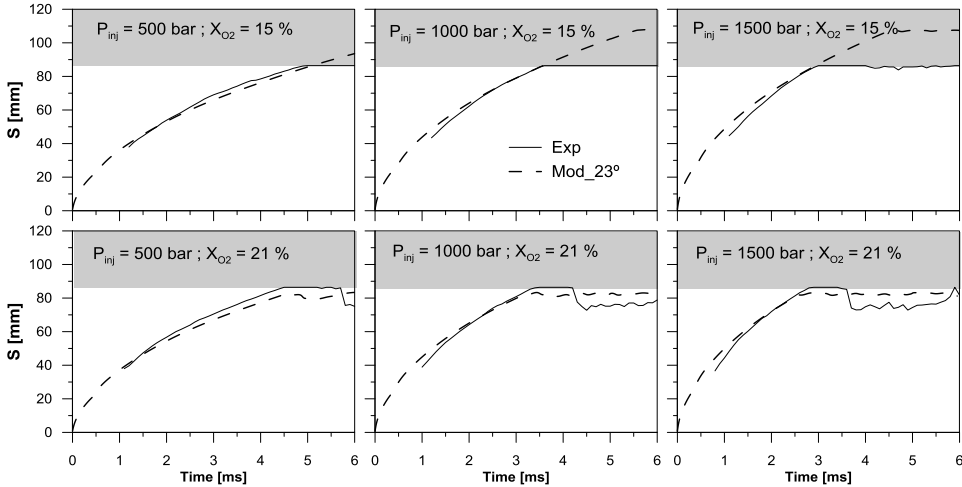 P_inj = 500 bar ; X_O2 = 15 %
P_inj = 1000 bar ; X_O2 = 15 %
P_inj = 1500 bar ; X_O2 = 15 %
120
100
80
60
40
20
0
S [mm]
Exp
Mod_23º
P_inj = 500 bar ; X_O2 = 21 %
P_inj = 1000 bar ; X_O2 = 21 %
P_inj = 1500 bar ; X_O2 = 21 %
120
100
80
60
40
20
0
S [mm]
0 1 2 3 4 5 6
0 1 2 3 4 5 6
0 1 2 3 4 5 6
Time [ms]
Time [ms]
Time [ms]